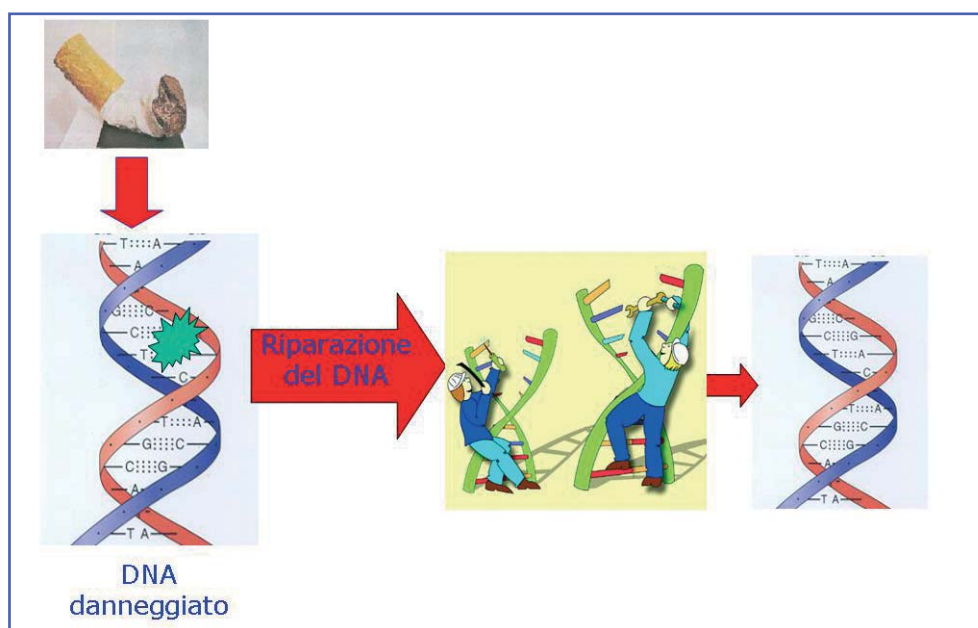 T::::A
A
G::::C
C
T
C
T::::A
G::::C
C::::G
A
T A
DNA
danneggiato
Riparazione
del DNA
T::::A
A
G::::C
C::::G
T::::A
C
T::::A
G::::C
C::::G
A
T A